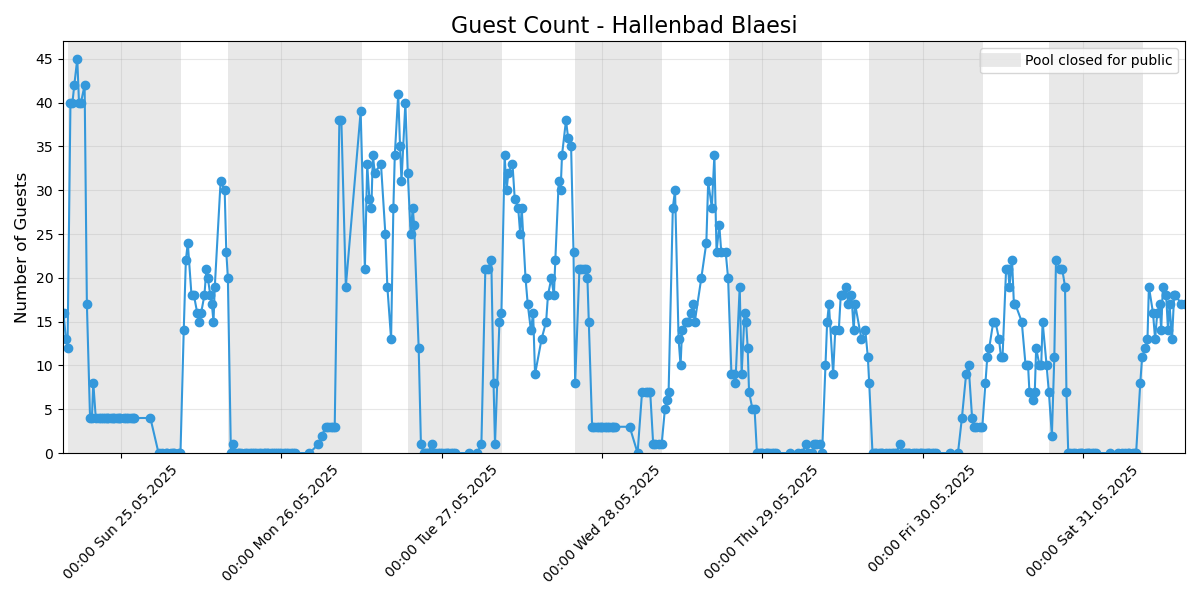 Guest Count - Hallenbad Blaesi
Pool closed for public
Number of Guests
45
40
35
30
25
20
15
10
5
0
00:00 Sun 25.05.2025
00:00 Mon 26.05.2025
00:00 Tue 27.05.2025
00:00 Wed 28.05.2025
00:00 Thu 29.05.2025
00:00 Fri 30.05.2025
00:00 Sat 31.05.2025